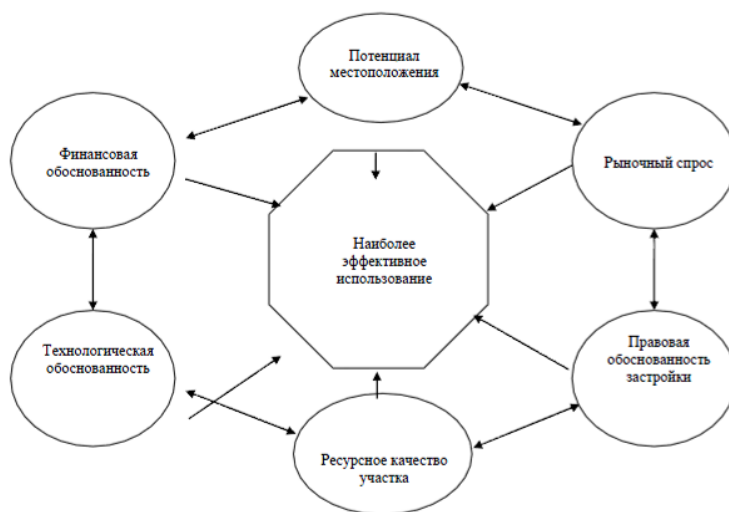 Потенциал
местоположения
Финансовая
обоснованность
Рыночный спрос
Наиболее
эффективное
использование
Технологическая
обоснованность
Правовая
обоснованность
застройки
Ресурсное качество
участка